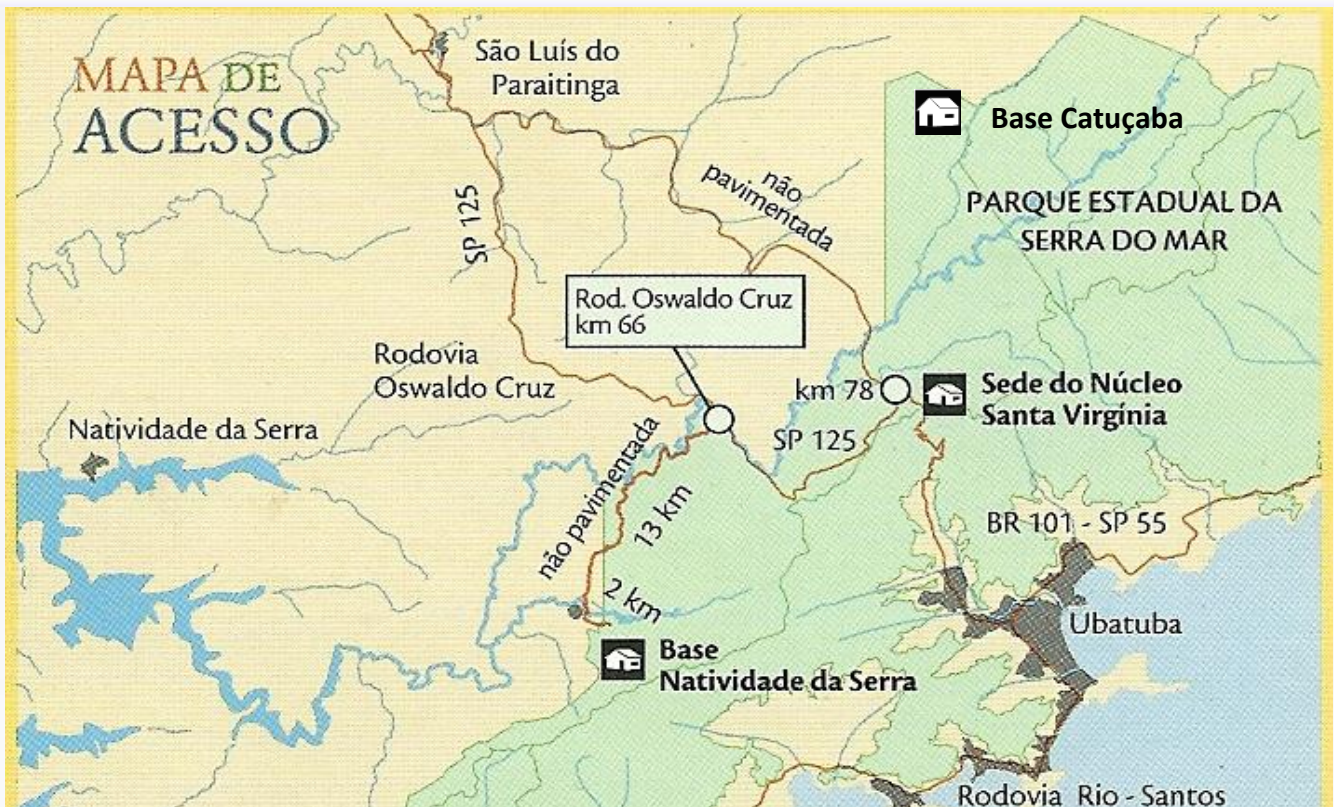 MAPA DE
ACESSO
São Luís do
Paraitinga
Base Catuçaba
não
pavimentada
PARQUE ESTADUAL DA
SERRA DO MAR
SP 125
Rod. Oswaldo Cruz
km 66
Rodovia
Oswaldo Cruz
km 78
Sede do Núcleo
Santa Virgínia
Natividade da Serra
SP 125
não pavimentada
13 km
BR 101 - SP 55
2 km
Ubatuba
Base
Natividade da Serra
Rodovia Rio - Santos